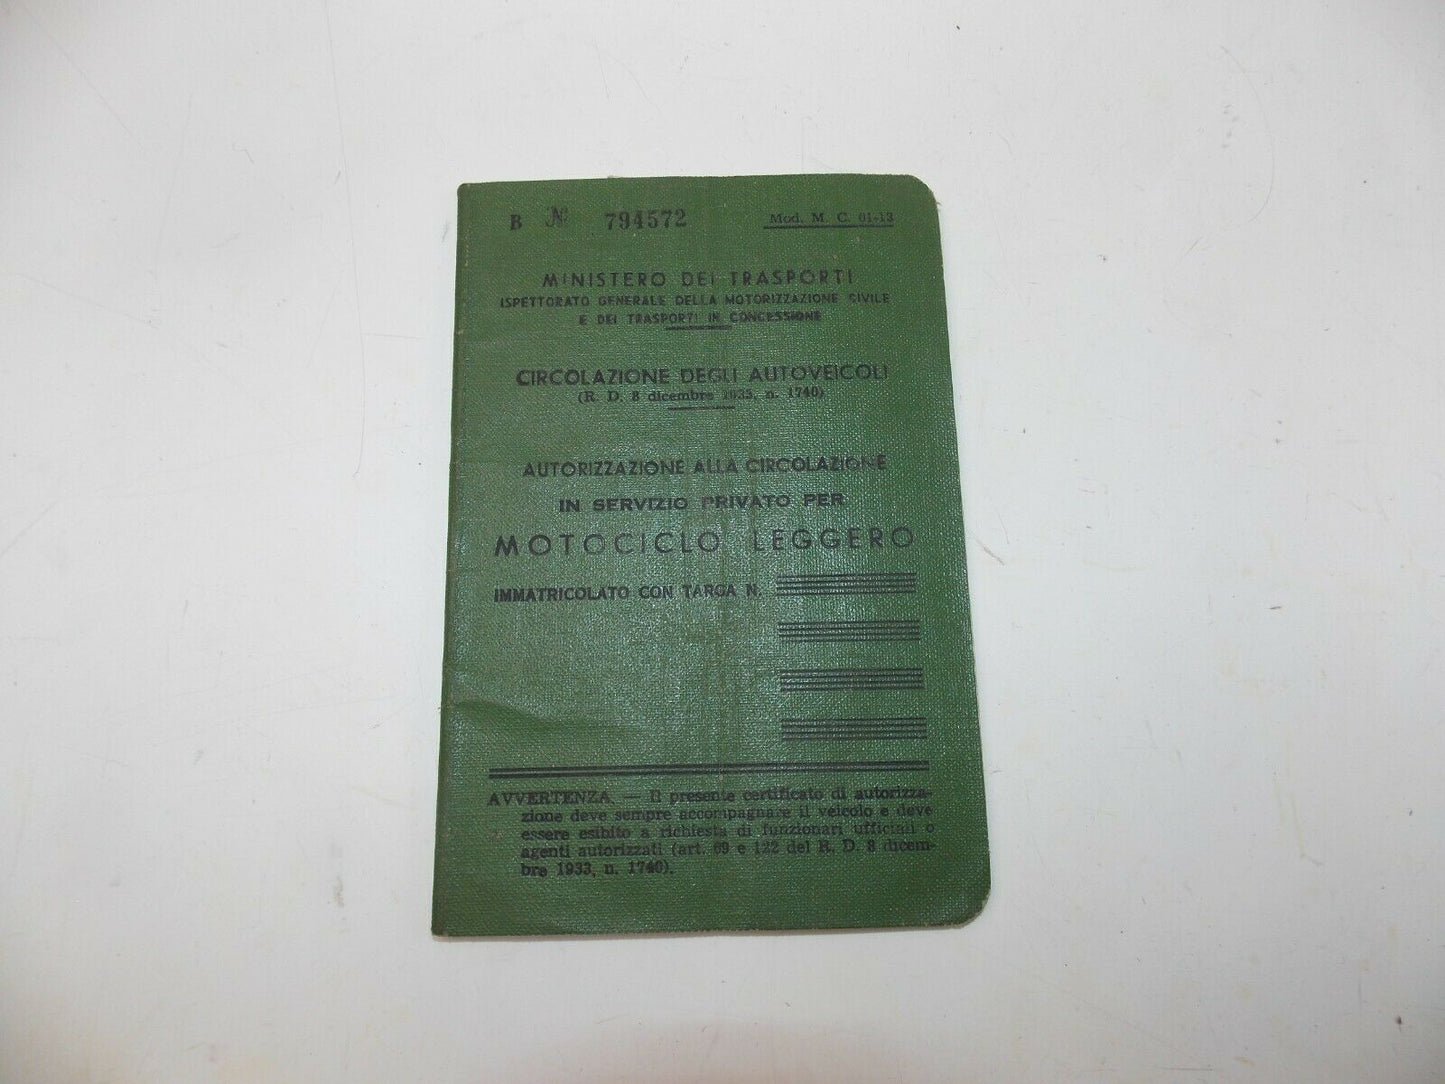 B № 794572 Mod. M. C. 01-13
MINISTERO DEI TRASPORTI
ISPETTORATO GENERALE DELLA MOTORIZZAZIONE CIVILE
E DEI TRASPORTI IN CONCESSIONE
CIRCOLAZIONE DEGLI AUTOVEICOLI
(R. D. 8 dicembre 1933, n. 1740)
AUTORIZZAZIONE ALLA CIRCOLAZIONE
IN SERVIZIO PRIVATO PER
MOTOCICLO LEGGERO
IMMATRICOLATO CON TARGA N.
AVVERTENZA. — Il presente certificato di autorizza-
zione deve sempre accompagnare il veicolo e deve
essere esibito a richiesta di funzionari ufficiali o
agenti autorizzati (art. 69 e 122 del R. D. 8 dicem-
bre 1933, n. 1740).